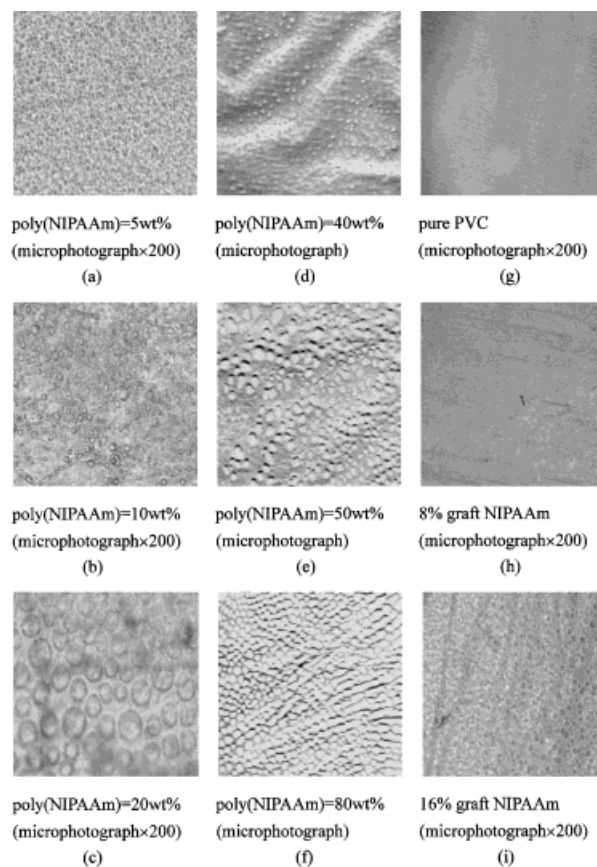 poly(NIPAAm)=5wt%
(microphotograph×200)
(a)
poly(NIPAAm)=40wt%
(microphotograph)
(d)
pure PVC
(microphotograph×200)
(g)
poly(NIPAAm)=10wt%
(microphotograph×200)
(b)
poly(NIPAAm)=50wt%
(microphotograph)
(e)
8% graft NIPAAm
(microphotograph×200)
(h)
poly(NIPAAm)=20wt%
(microphotograph×200)
(c)
poly(NIPAAm)=80wt%
(microphotograph)
(f)
16% graft NIPAAm
(microphotograph×200)
(i)